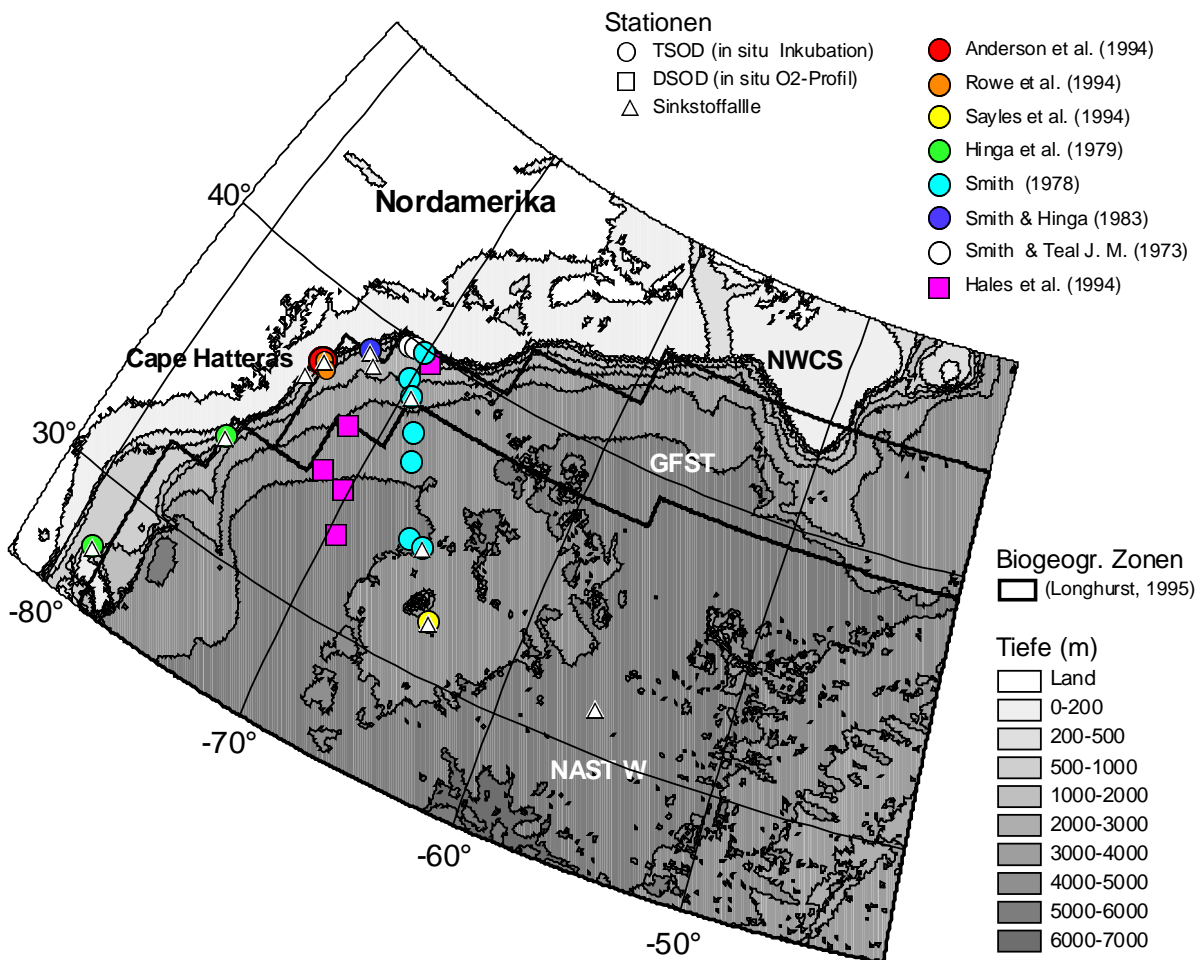 Stationen
TSOD (in situ Inkubation)
DSOD (in situ O2-Profil)
Sinkstoffallle
Anderson et al. (1994)
Rowe et al. (1994)
Sayles et al. (1994)
Hinga et al. (1979)
Smith (1978)
Smith & Hinga (1983)
Smith & Teal J. M. (1973)
Hales et al. (1994)
40°
Nordamerika
Cape Hatteras
NWCS
30°
GFST
-80°
-70°
NAST W
-60°
-50°
Biogeogr. Zonen
(Longhurst, 1995)
Tiefe (m)
Land
0-200
200-500
500-1000
1000-2000
2000-3000
3000-4000
4000-5000
5000-6000
6000-7000